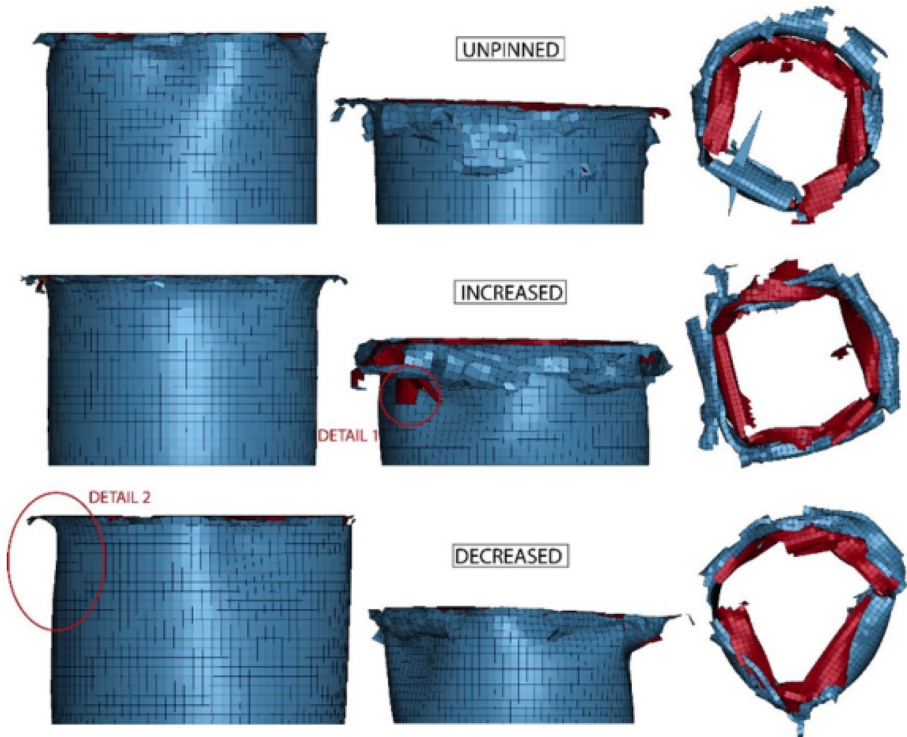 UNPINNED
INCREASED
DETAIL 1
DETAIL 2
DECREASED